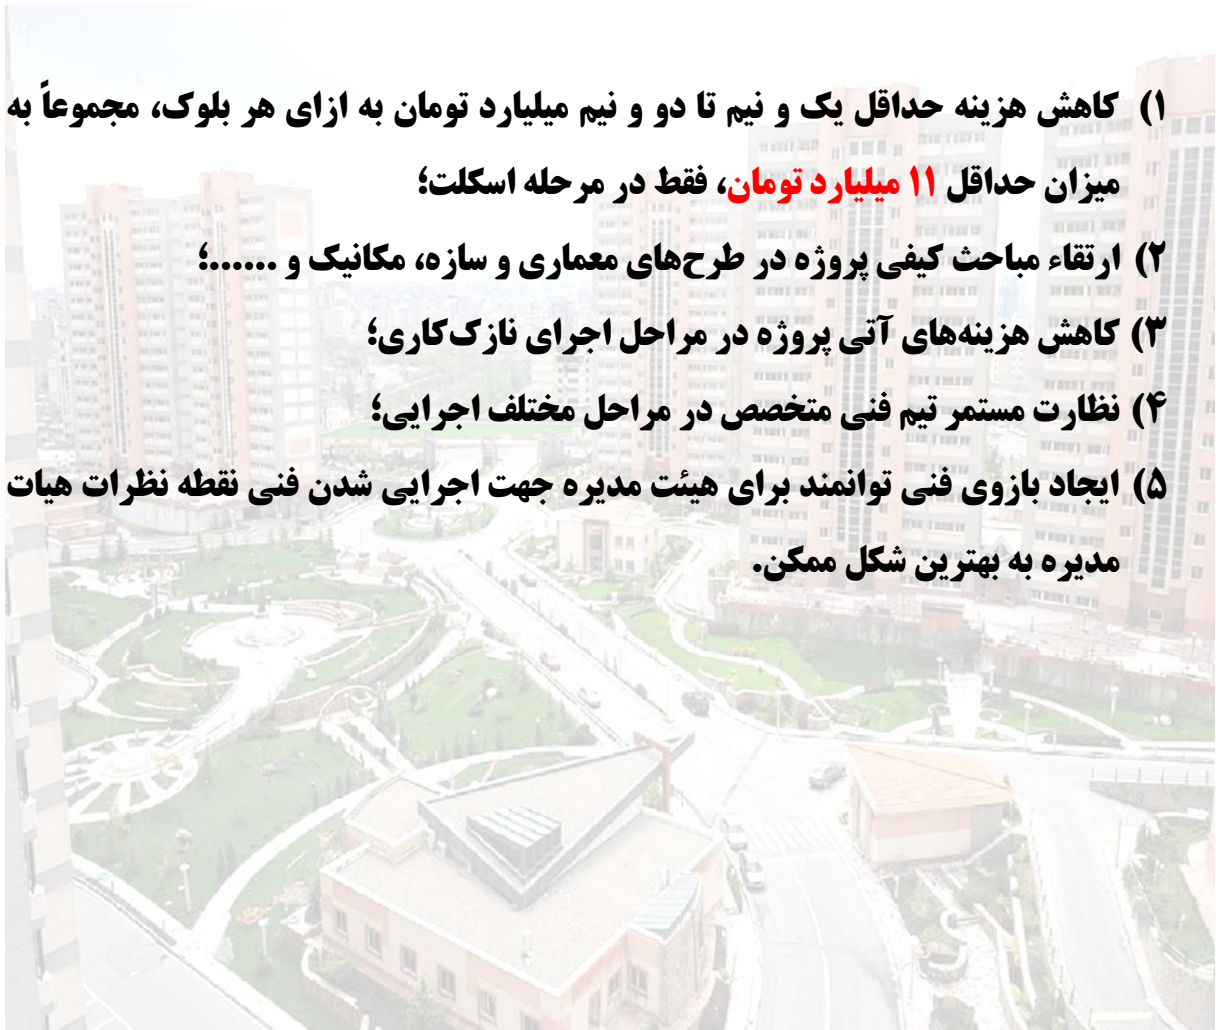 ۱) کاهش هزینه حداقل یک و نیم تا دو و نیم میلیارد تومان به ازای هر بلوک، مجموعاً به
میزان حداقل ۱۱ میلیارد تومان، فقط در مرحله اسکلت؛
۲) ارتقاء مباحث کیفی پروژه در طرح‌های معماری و سازه، مکانیک و ......؛
۳) کاهش هزینه‌های آتی پروژه در مراحل اجرای نازک‌کاری؛
۴) نظارت مستمر تیم فنی متخصص در مراحل مختلف اجرایی؛
۵) ایجاد بازوی فنی توانمند برای هیئت مدیره جهت اجرایی شدن فنی نقطه نظرات هیات
مدیره به بهترین شکل ممکن.